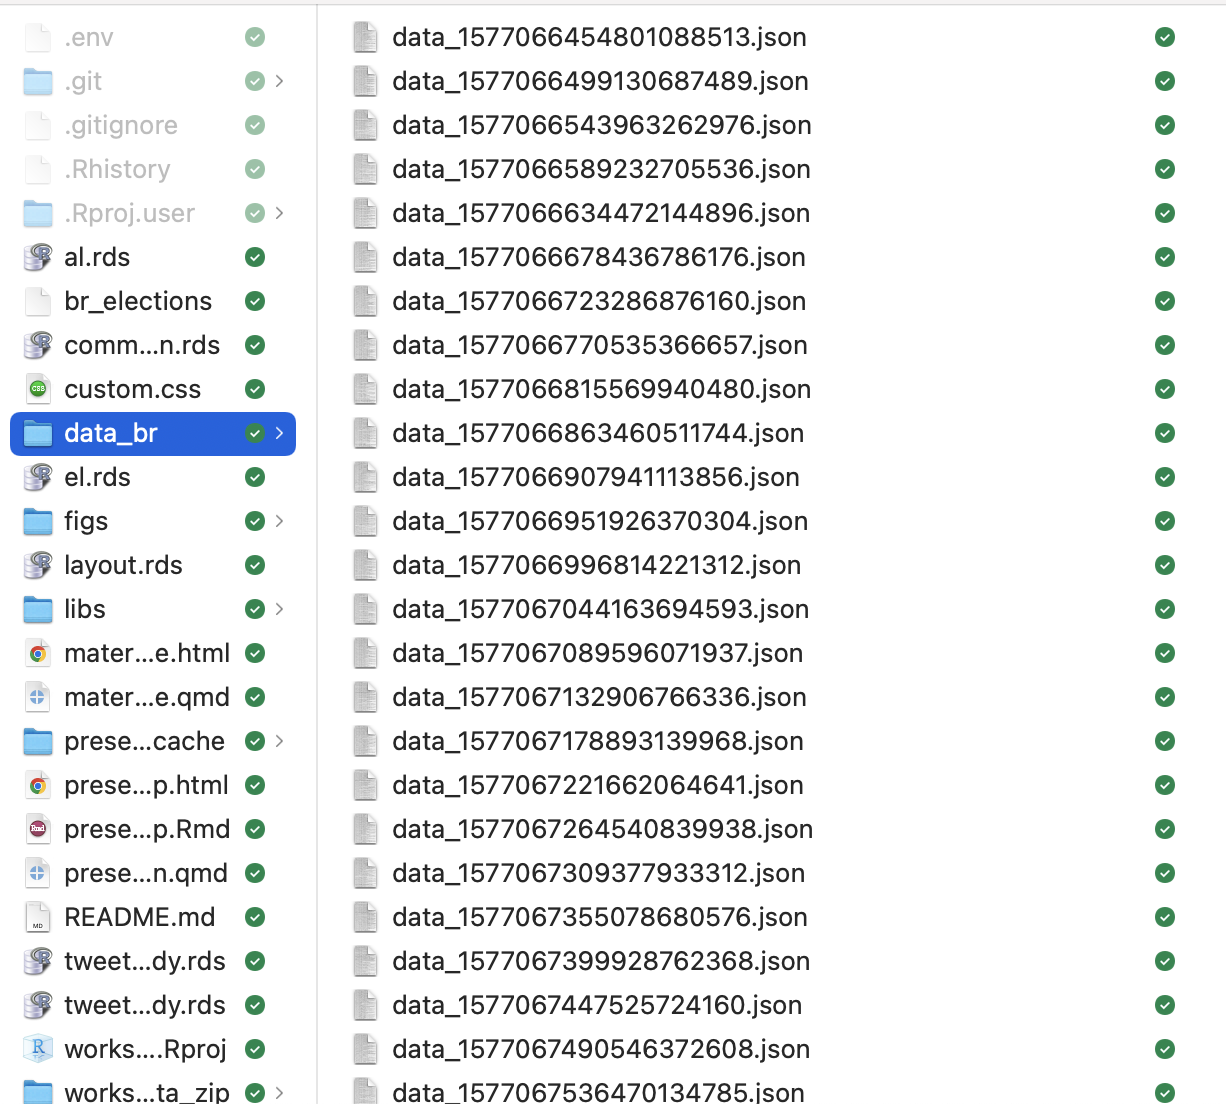 .env
.git
.gitignore
.Rhistory
.Rproj.user
al.rds
br_elections
comm...n.rds
custom.css
data_br
el.rds
figs
layout.rds
libs
mater...e.html
mater...e.qmd
prese...cache
prese...p.html
prese...p.Rmd
prese...n.qmd
README.md
tweet...dy.rds
tweet...dy.rds
works....Rproj
works...ta_zip
data_1577066454801088513.json
data_1577066499130687489.json
data_1577066543963262976.json
data_1577066589232705536.json
data_1577066634472144896.json
data_1577066678436786176.json
data_1577066723286876160.json
data_1577066770535366657.json
data_1577066815569940480.json
data_1577066863460511744.json
data_1577066907941113856.json
data_1577066951926370304.json
data_1577066996814221312.json
data_1577067044163694593.json
data_1577067089596071937.json
data_1577067132906766336.json
data_1577067178893139968.json
data_1577067221662064641.json
data_1577067264540839938.json
data_1577067309377933312.json
data_1577067355078680576.json
data_1577067399928762368.json
data_1577067447525724160.json
data_1577067490546372608.json
data_1577067536470134785.json